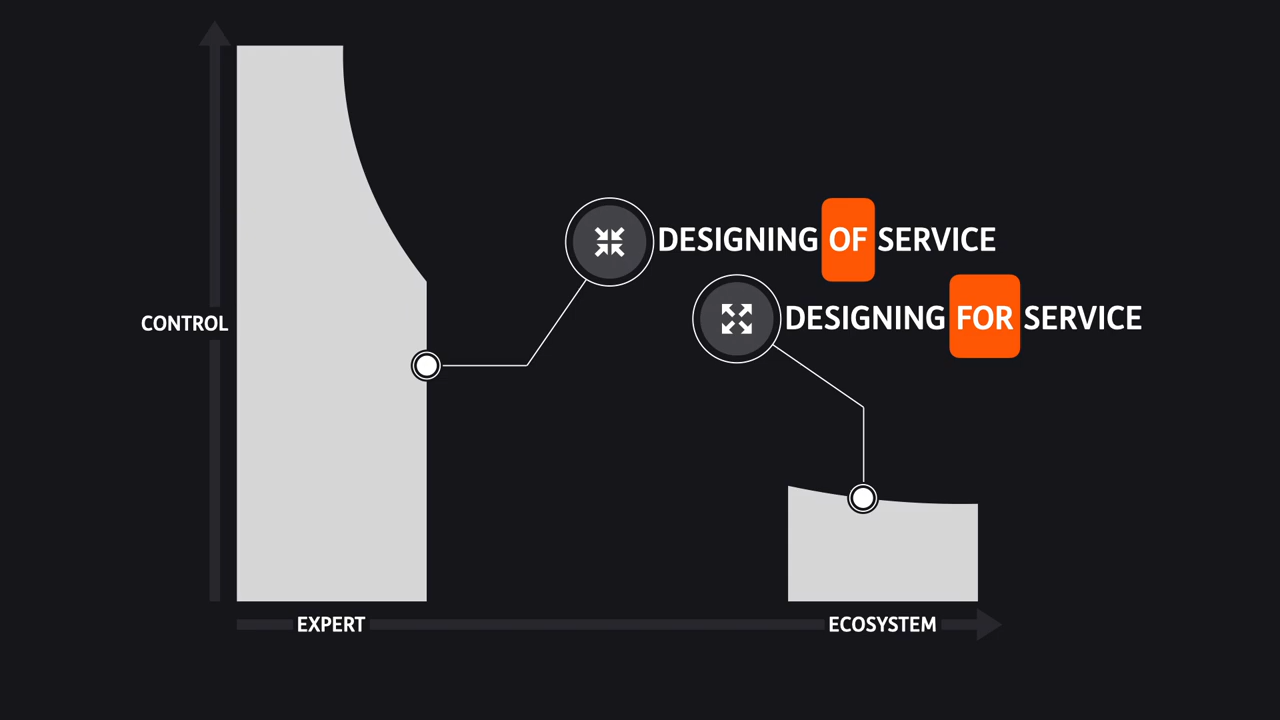 DESIGNING OF SERVICE
DESIGNING FOR SERVICE
CONTROL
EXPERT
ECOSYSTEM